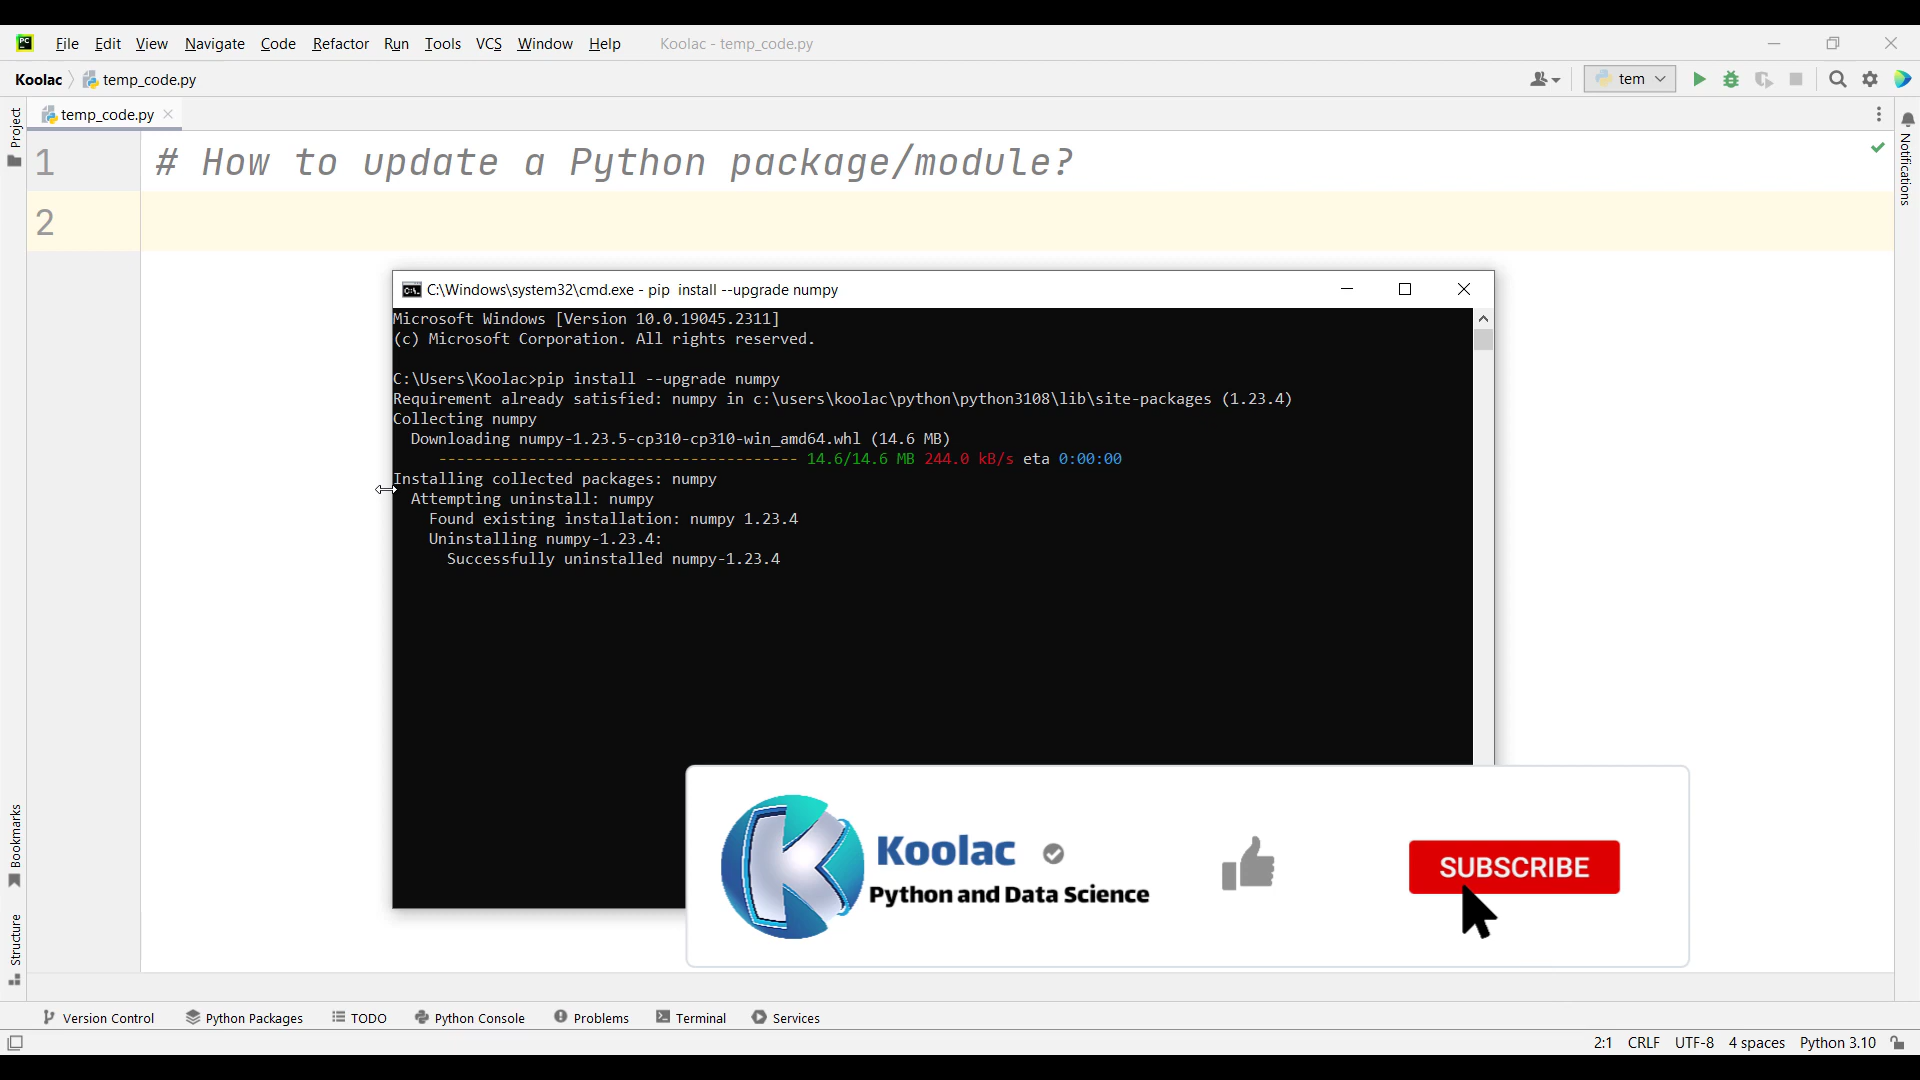 File Edit View Navigate Code Refactor Run Tools VCS Window Help Koolac - temp_code.py
Koolac temp_code.py tem
temp_code.py
Project
Notifications
1 # How to update a Python package/module?
2
C:\Windows\system32\cmd.exe - pip install --upgrade numpy
Microsoft Windows [Version 10.0.19045.2311]
(c) Microsoft Corporation. All rights reserved.
C:\Users\Koolac>pip install --upgrade numpy
Requirement already satisfied: numpy in c:\users\koolac\python\python3108\lib\site-packages (1.23.4)
Collecting numpy
Downloading numpy-1.23.5-cp310-cp310-win_amd64.whl (14.6 MB)
---------------------------------------- 14.6/14.6 MB 244.0 kB/s eta 0:00:00
Installing collected packages: numpy
Attempting uninstall: numpy
Found existing installation: numpy 1.23.4
Uninstalling numpy-1.23.4:
Successfully uninstalled numpy-1.23.4
Koolac
Python and Data Science
SUBSCRIBE
Bookmarks
Structure
Version Control Python Packages TODO Python Console Problems Terminal Services
2:1 CRLF UTF-8 4 spaces Python 3.10